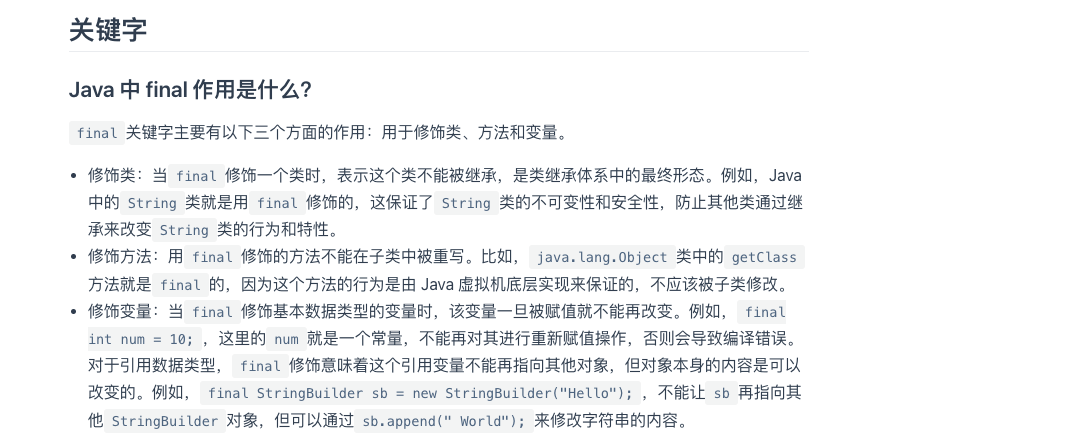 关键字
Java 中 final 作用是什么?
final 关键字主要有以下三个方面的作用：用于修饰类、方法和变量。
• 修饰类：当 final 修饰一个类时，表示这个类不能被继承，是类继承体系中的最终形态。例如，Java
中的 String 类就是用 final 修饰的，这保证了 String 类的不可变性和安全性，防止其他类通过继
承来改变 String 类的行为和特性。
• 修饰方法：用 final 修饰的方法不能在子类中被重写。比如， java.lang.Object 类中的 getClass
方法就是 final 的，因为这个方法的行为是由 Java 虚拟机底层实现来保证的，不应该被子类修改。
• 修饰变量：当 final 修饰基本数据类型的变量时，该变量一旦被赋值就不能再改变。例如， final
int num = 10; ，这里的 num 就是一个常量，不能再对其进行重新赋值操作，否则会导致编译错误。
对于引用数据类型， final 修饰意味着这个引用变量不能再指向其他对象，但对象本身的内容是可以
改变的。例如， final StringBuilder sb = new StringBuilder("Hello"); ，不能让 sb 再指向其
他 StringBuilder 对象，但可以通过 sb.append(" World"); 来修改字符串的内容。